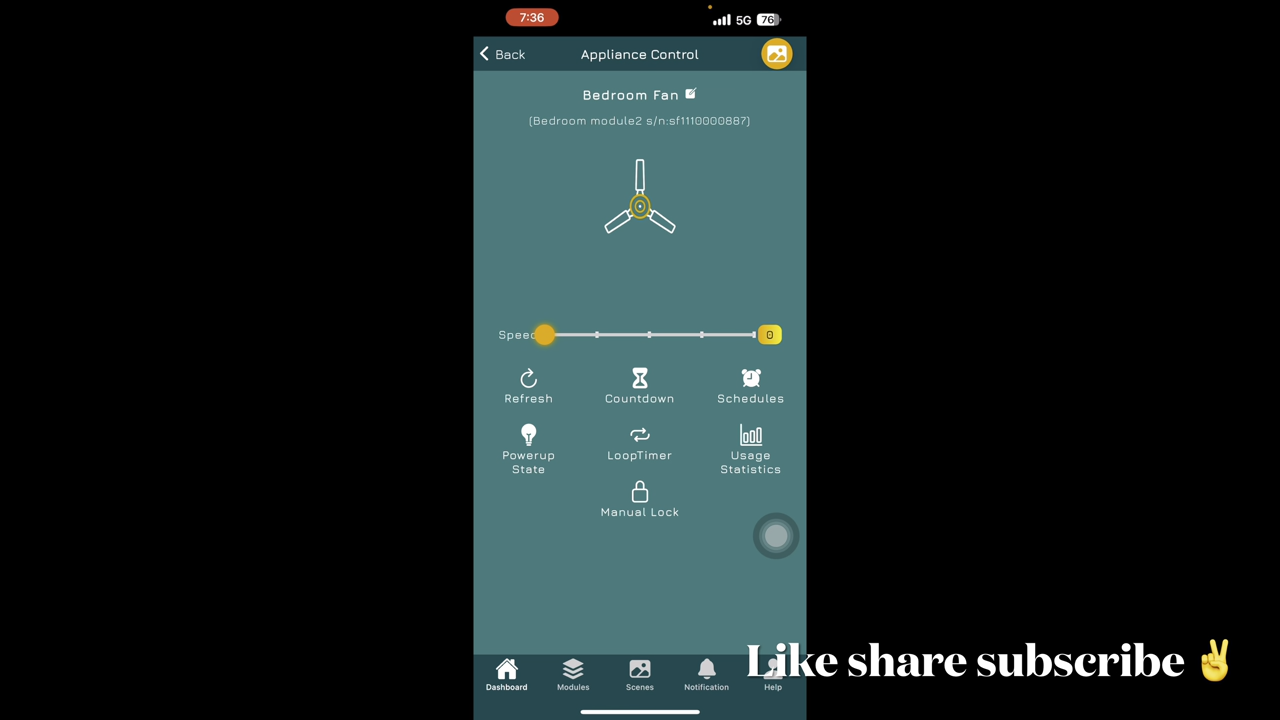 7:36
5G 76
Back
Appliance Control
Bedroom Fan
(Bedroom module2 s/n:sf1110000887)
Speed
0
Refresh
Countdown
Schedules
Powerup
State
LoopTimer
Usage
Statistics
Manual Lock
Like share subscribe ✌️
Dashboard
Modules
Scenes
Notification
Help